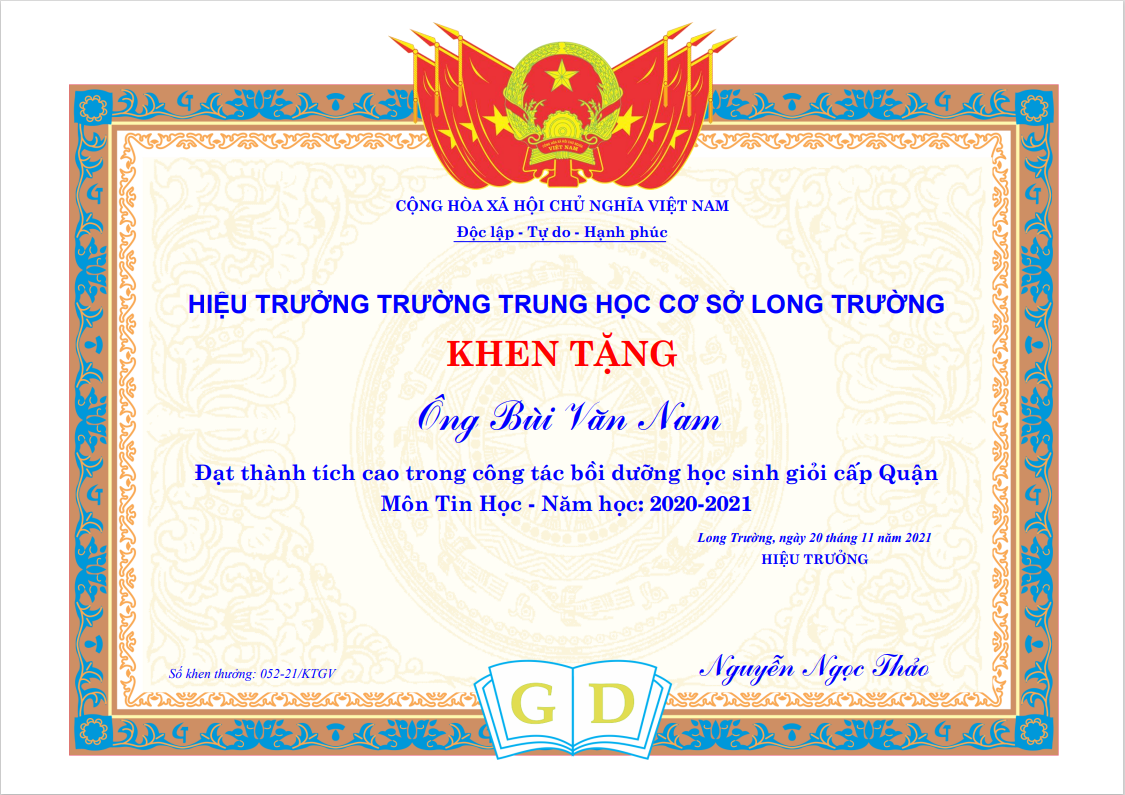 CỘNG HÒA XÃ HỘI CHỦ NGHĨA VIỆT NAM
Độc lập - Tự do - Hạnh phúc
HIỆU TRƯỞNG TRƯỜNG TRUNG HỌC CƠ SỞ LONG TRƯỜNG
KHEN TẶNG
Ông Bùi Văn Nam
Đạt thành tích cao trong công tác bồi dưỡng học sinh giỏi cấp Quận
Môn Tin Học - Năm học: 2020-2021
Long Trường, ngày 20 tháng 11 năm 2021
HIỆU TRƯỞNG
Số khen thưởng: 052-21/KTGV
Nguyễn Ngọc Thảo
G D